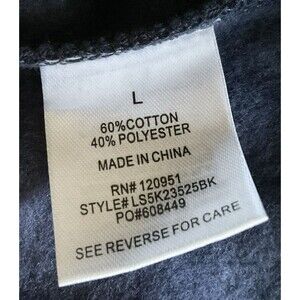 L
60%COTTON
40% POLYESTER
MADE IN CHINA
RN# 120951
STYLE# LS5K23525BK
PO#608449
SEE REVERSE FOR CARE